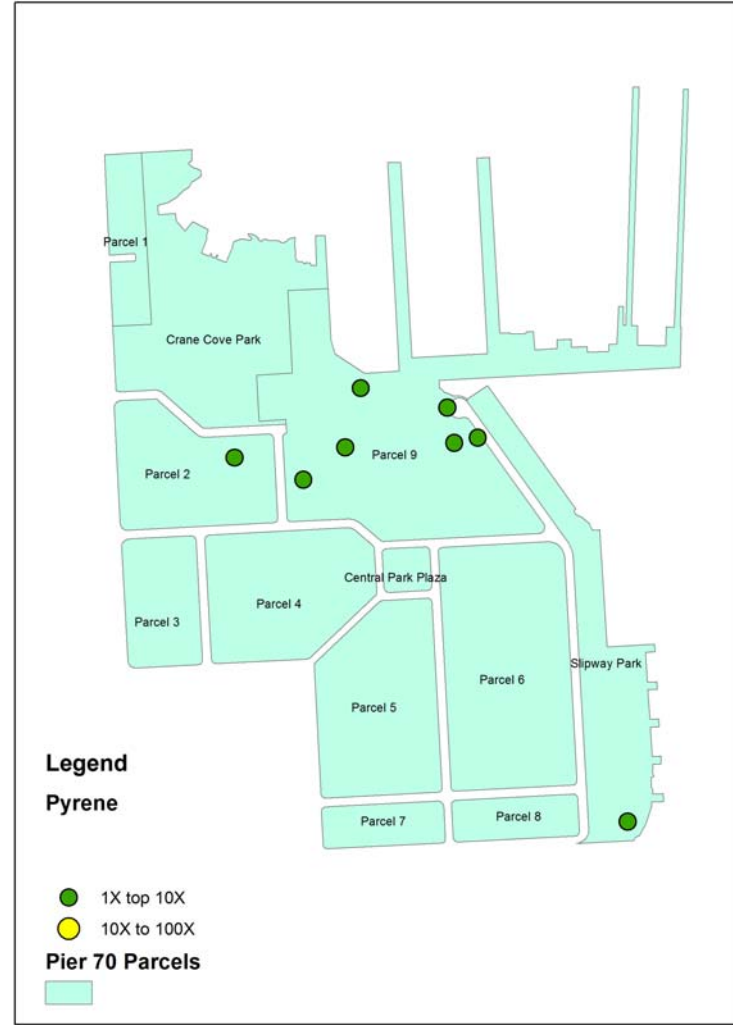 Parcel 1
Crane Cove Park
Parcel 2
Parcel 9
Central Park Plaza
Parcel 3
Parcel 4
Slipway Park
Parcel 5
Parcel 6
Parcel 7
Parcel 8
Legend
Pyrene
1X top 10X
10X to 100X
Pier 70 Parcels